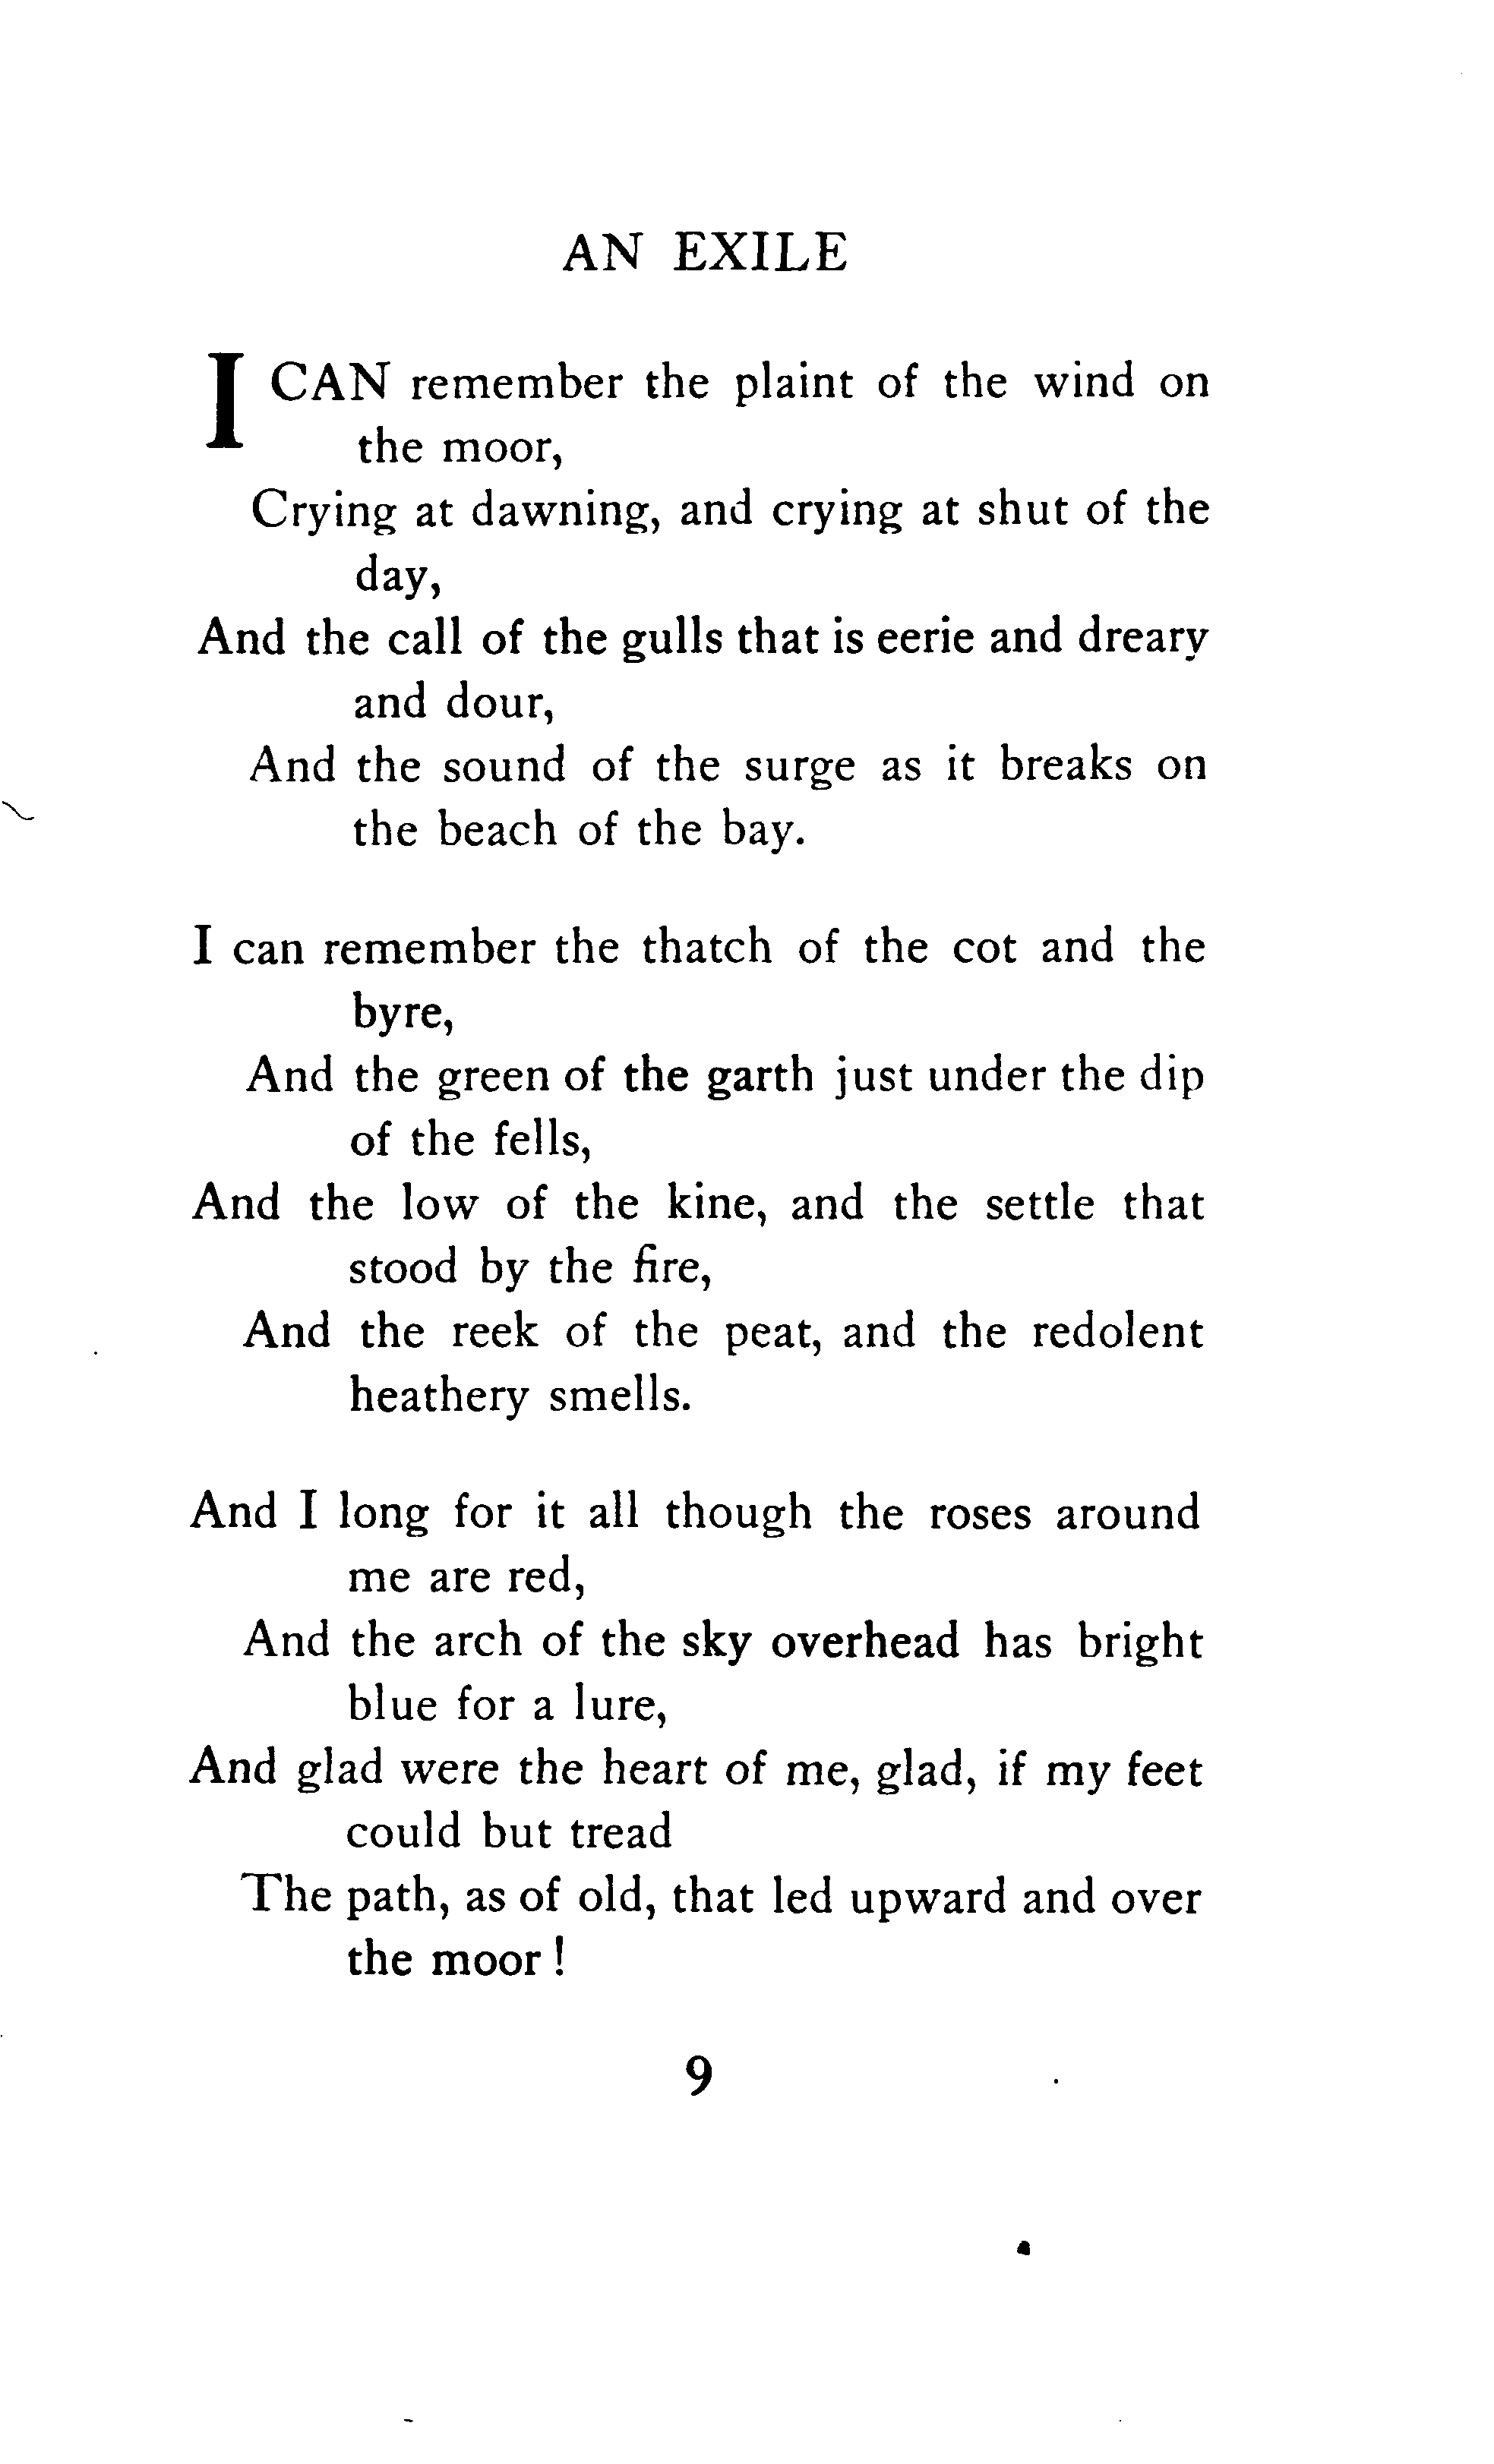 AN EXILE
I CAN remember the plaint of the wind on
the moor,
Crying at dawning, and crying at shut of the
day,
And the call of the gulls that is eerie and dreary
and dour,
And the sound of the surge as it breaks on
the beach of the bay.
I can remember the thatch of the cot and the
byre,
And the green of the garth just under the dip
of the fells,
And the low of the kine, and the settle that
stood by the fire,
And the reek of the peat, and the redolent
heathery smells.
And I long for it all though the roses around
me are red,
And the arch of the sky overhead has bright
blue for a lure,
And glad were the heart of me, glad, if my feet
could but tread
The path, as of old, that led upward and over
the moor !
9